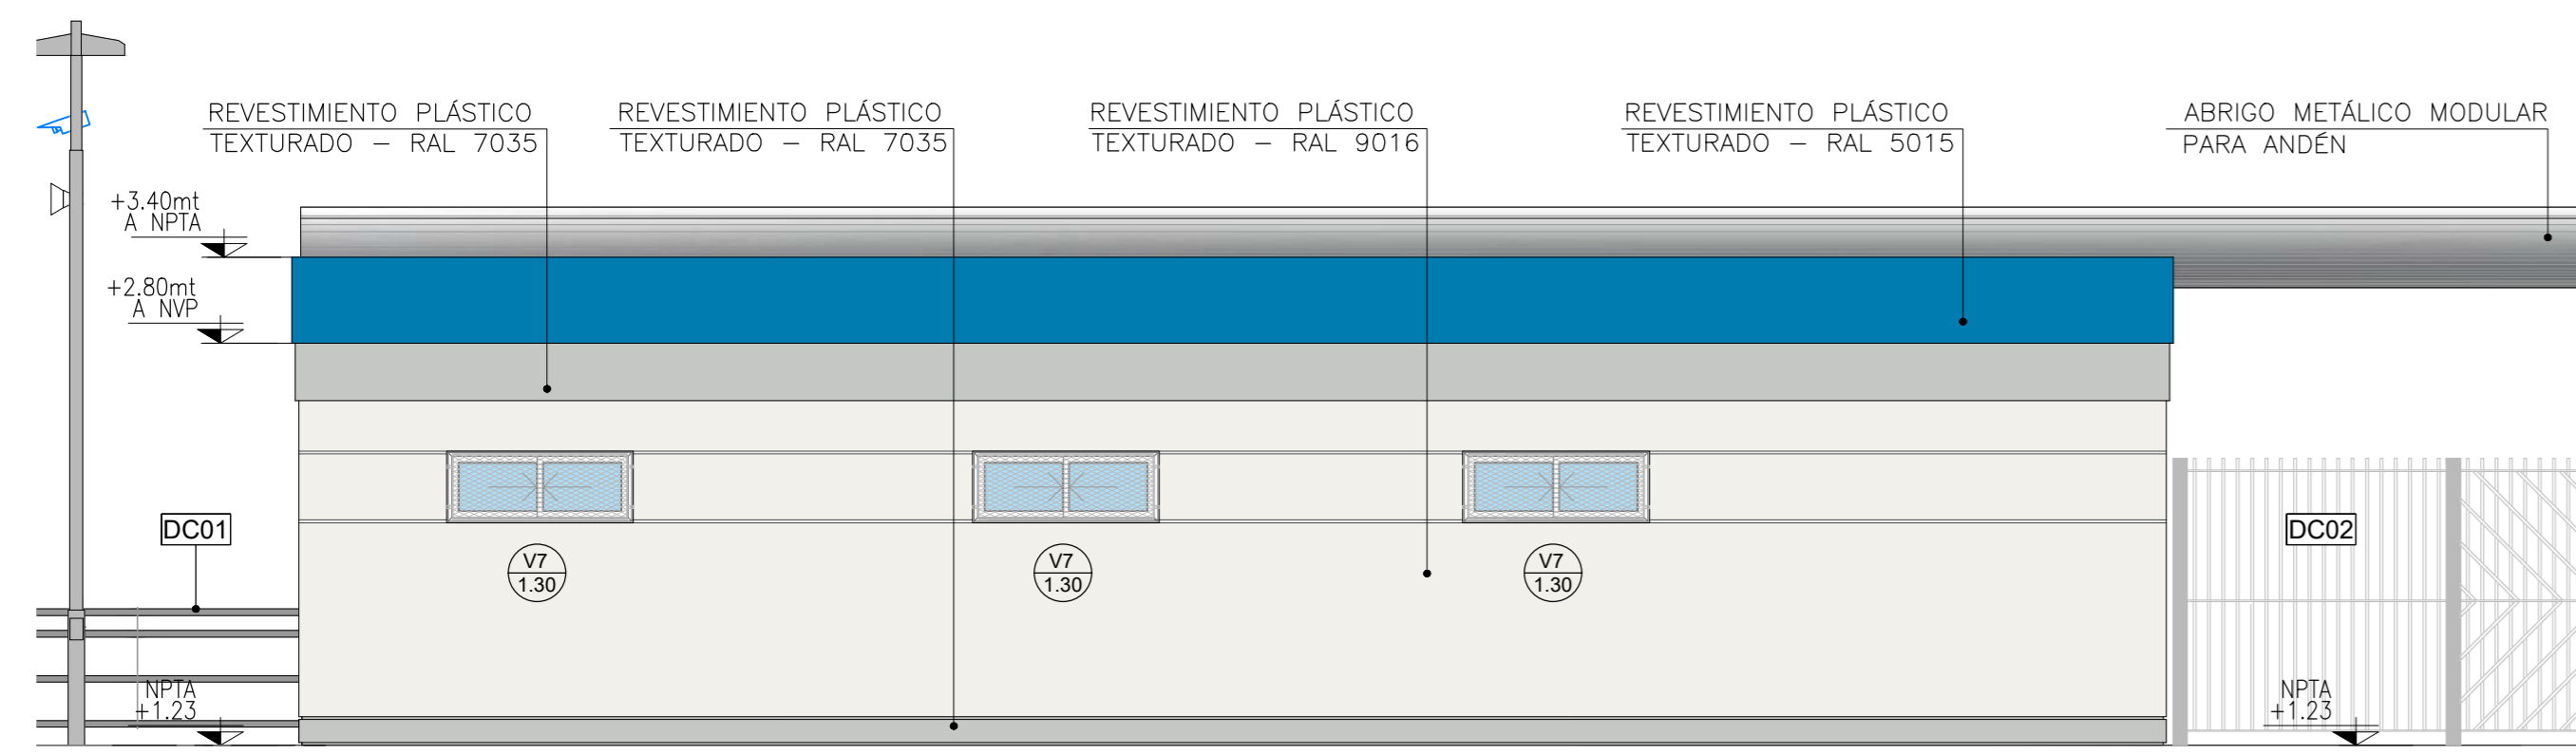 REVESTIMIENTO PLÁSTICO
TEXTURADO – RAL 7035
REVESTIMIENTO PLÁSTICO
TEXTURADO – RAL 7035
REVESTIMIENTO PLÁSTICO
TEXTURADO – RAL 9016
REVESTIMIENTO PLÁSTICO
TEXTURADO – RAL 5015
ABRIGO METÁLICO MODULAR
PARA ANDÉN
+3.40mt
A NPTA
+2.80mt
A NVP
DC01
DC02
V7
1.30
V7
1.30
V7
1.30
NPTA
+1.23
NPTA
+1.23